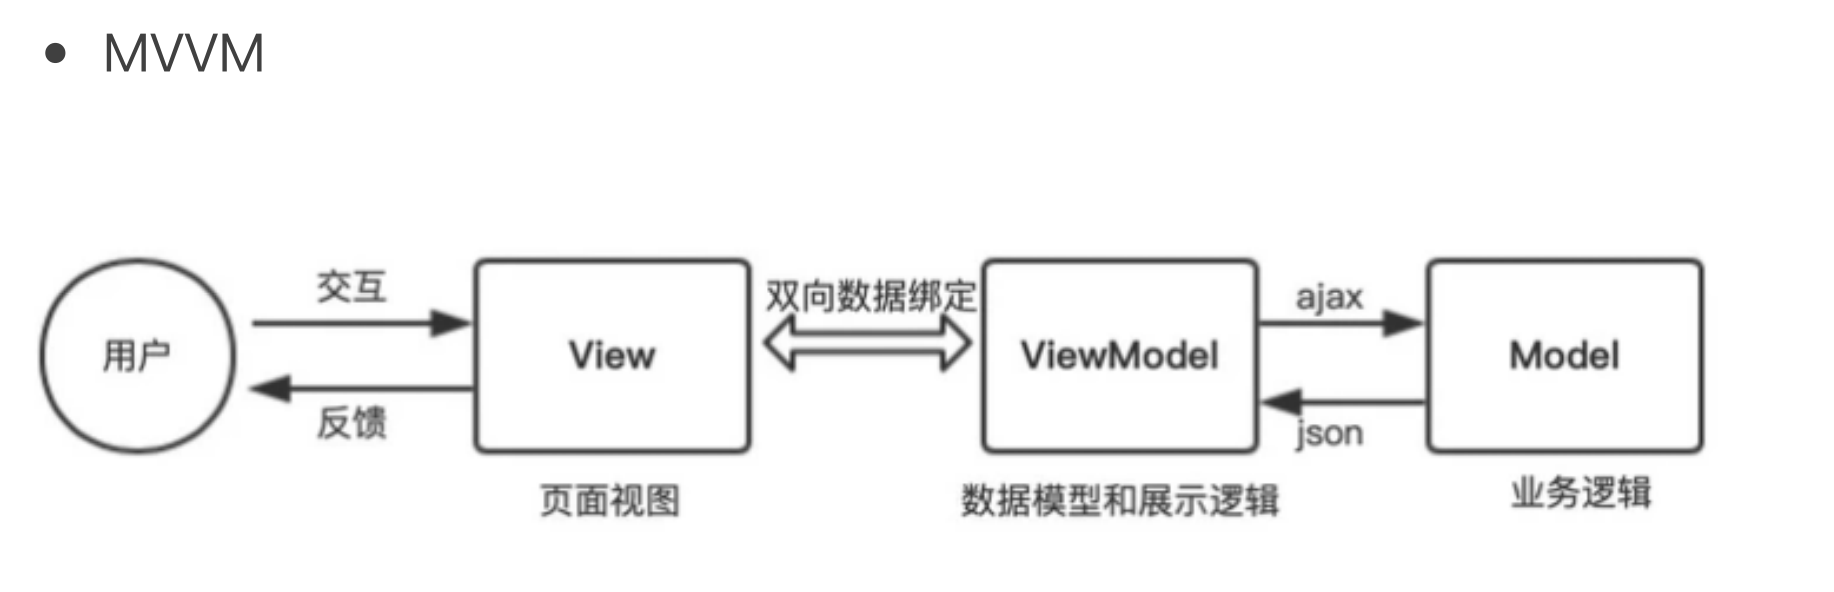 • MVVM
交互
双向数据绑定
ajax
用户
View
ViewModel
Model
反馈
json
页面视图
数据模型和展示逻辑
业务逻辑